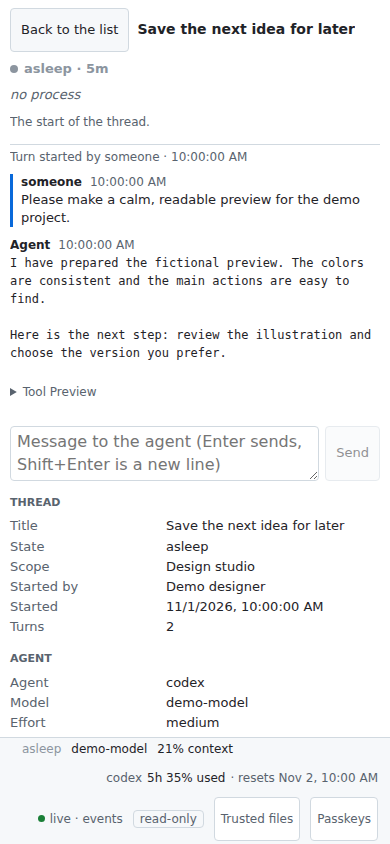 Back to the list Save the next idea for later
asleep · 5m
no process
The start of the thread.
Turn started by someone · 10:00:00 AM
someone 10:00:00 AM
Please make a calm, readable preview for the demo
project.
Agent 10:00:00 AM
I have prepared the fictional preview. The colors
are consistent and the main actions are easy to
find.
Here is the next step: review the illustration and
choose the version you prefer.
Tool Preview
Message to the agent (Enter sends,
Shift+Enter is a new line)
Send
THREAD
Title Save the next idea for later
State asleep
Scope Design studio
Started by Demo designer
Started 11/1/2026, 10:00:00 AM
Turns 2
AGENT
Agent codex
Model demo-model
Effort medium
asleep demo-model 21% context
codex 5h 35% used · resets Nov 2, 10:00 AM
live · events read-only Trusted files Passkeys